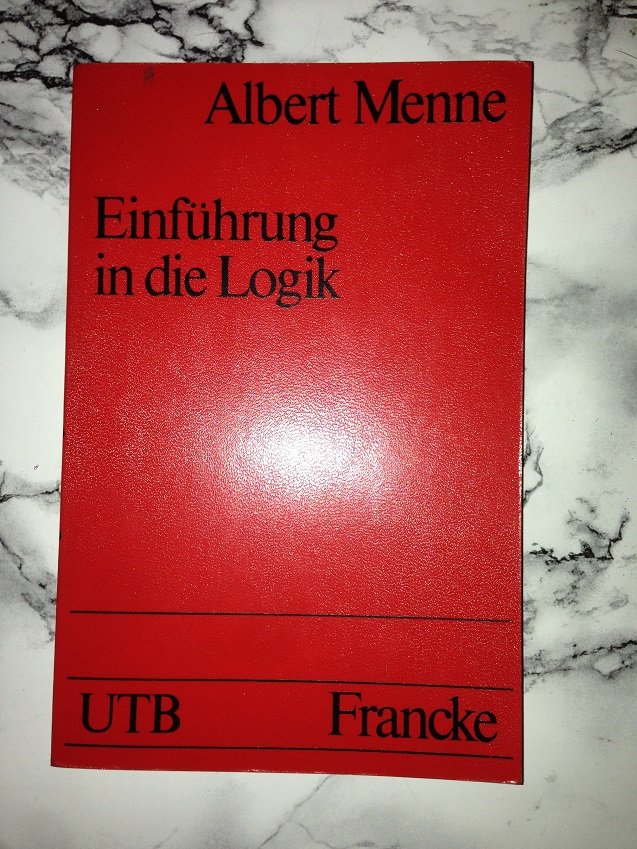 Albert Menne
Einführung
in die Logik
UTB Francke